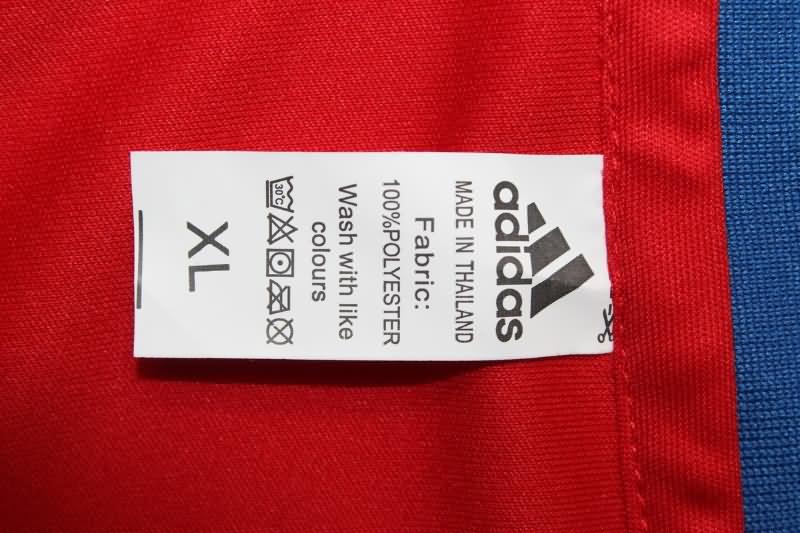 adidas
MADE IN THAILAND
Fabric:
100%POLYESTER
Wash with like
colours
30°C
XL